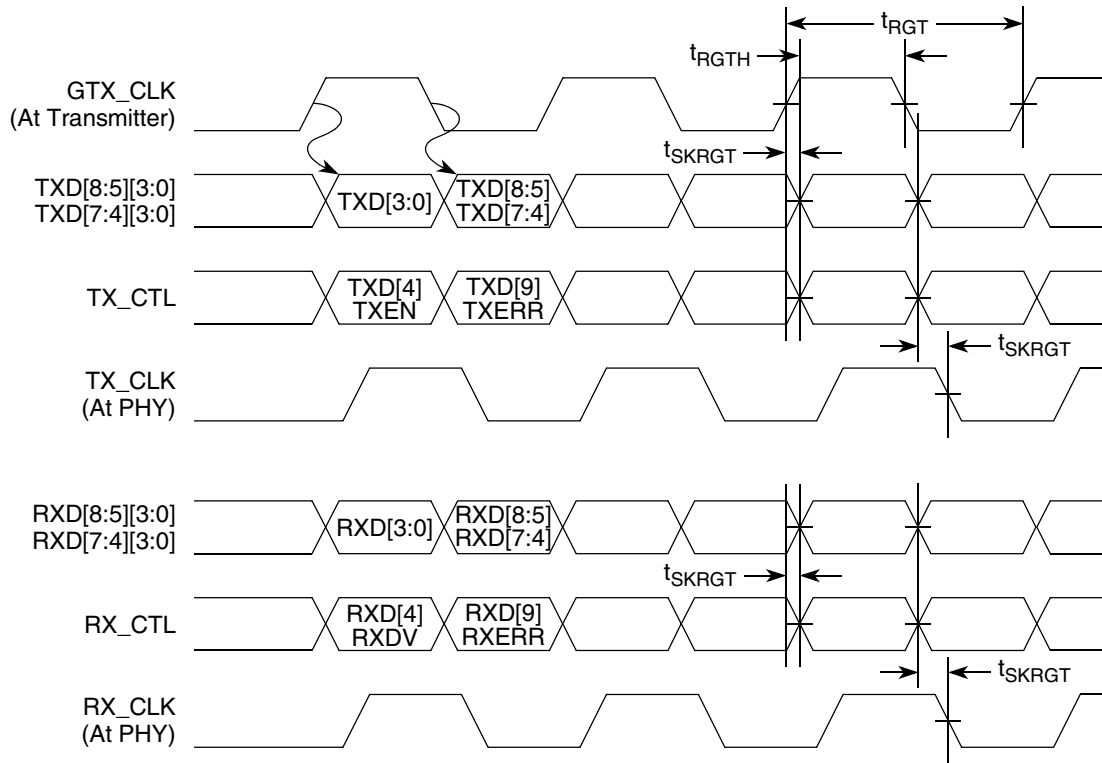 tRGT
tRGTH
GTX_CLK
(At Transmitter)
tSKRGT
TXD[8:5][3:0]
TXD[7:4][3:0]
TXD[3:0]
TXD[8:5]
TXD[7:4]
TX_CTL
TXD[4]
TXEN
TXD[9]
TXERR
tSKRGT
TX_CLK
(At PHY)
RXD[8:5][3:0]
RXD[7:4][3:0]
RXD[3:0]
RXD[8:5]
RXD[7:4]
tSKRGT
RX_CTL
RXD[4]
RXDV
RXD[9]
RXERR
tSKRGT
RX_CLK
(At PHY)